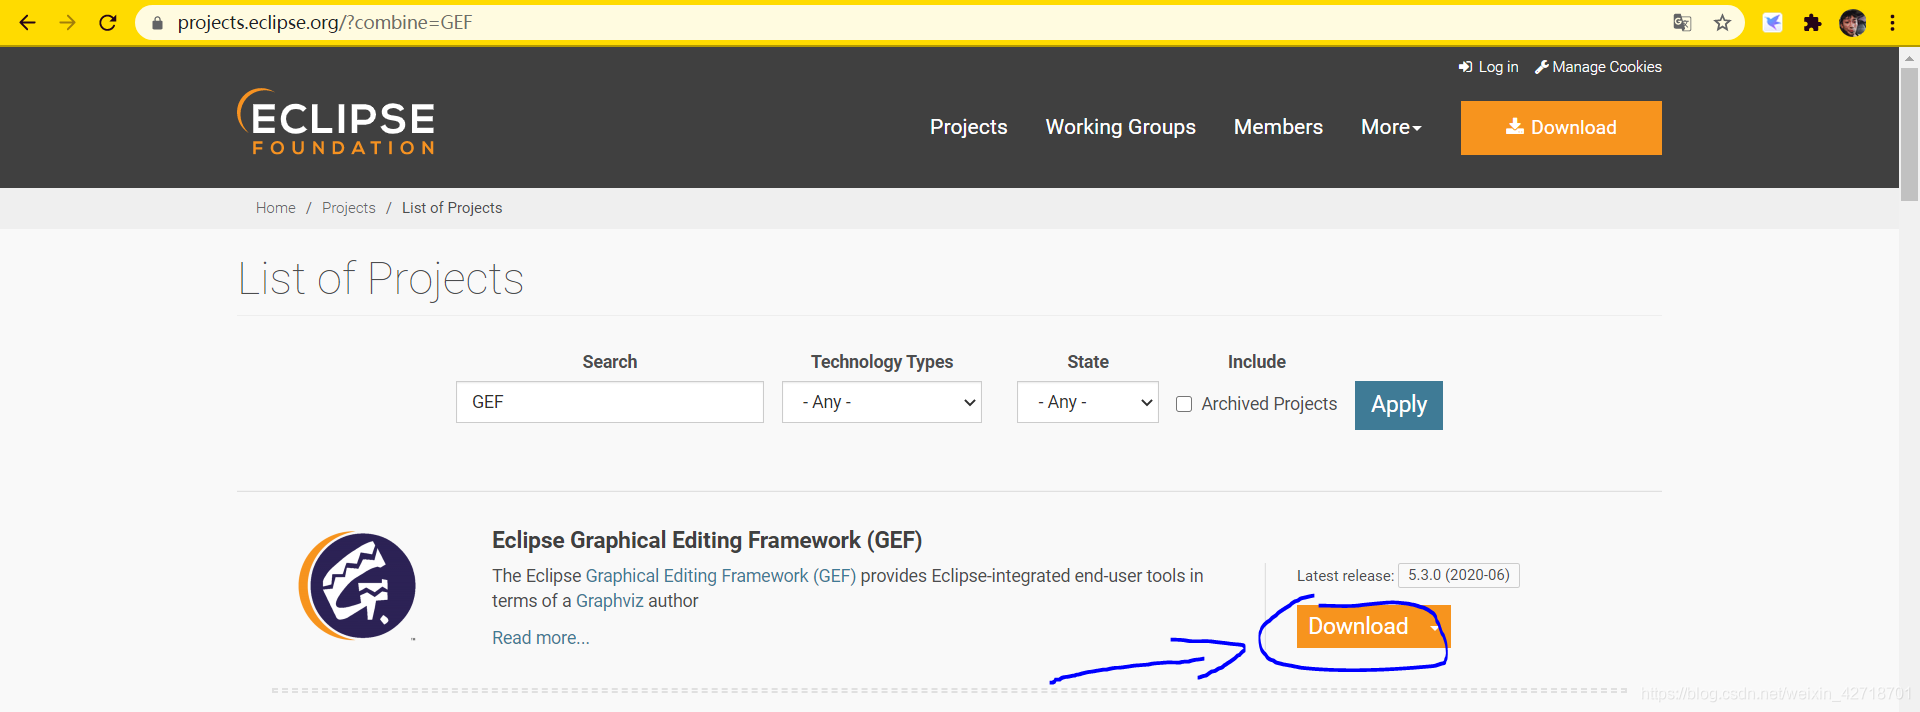 projects.eclipse.org/?combine=GEF
Log in Manage Cookies
ECLIPSE
FOUNDATION
Projects Working Groups Members More Download
Home / Projects / List of Projects
List of Projects
Search Technology Types State Include
GEF - Any - - Any - Archived Projects Apply
Eclipse Graphical Editing Framework (GEF)
The Eclipse Graphical Editing Framework (GEF) provides Eclipse-integrated end-user tools in
terms of a Graphviz author
Read more...
Latest release: 5.3.0 (2020-06)
Download
https://blog.csdn.net/weixin_42718701